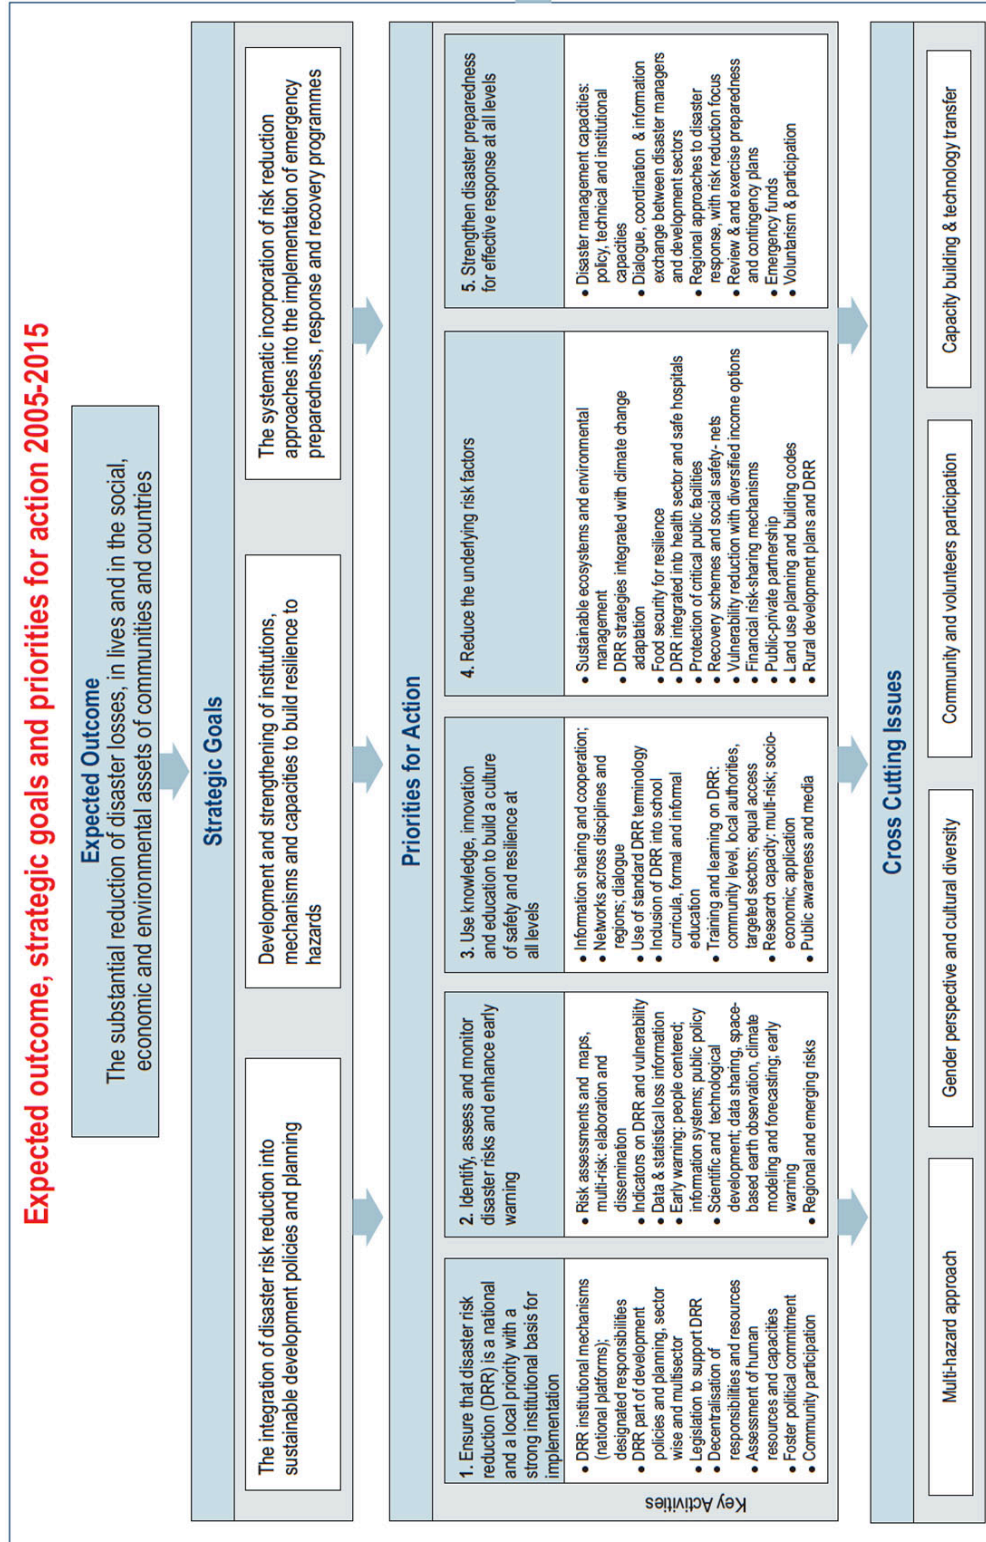 Expected outcome, strategic goals and priorities for action 2005-2015
Expected Outcome
The substantial reduction of disaster losses, in lives and in the social,
economic and environmental assets of communities and countries
Strategic Goals
The integration of disaster risk reduction into
sustainable development policies and planning
Development and strengthening of institutions,
mechanisms and capacities to build resilience to
hazards
The systematic incorporation of risk reduction
approaches into the implementation of emergency
preparedness, response and recovery programmes
Priorities for Action
Key Activities
1. Ensure that disaster risk
reduction (DRR) is a national
and a local priority with a
strong institutional basis for
implementation
• DRR institutional mechanisms
(national platforms);
designated responsibilities
• DRR part of development
policies and planning, sector
wise and multisector
• Legislation to support DRR
• Decentralisation of
responsibilities and resources
• Assessment of human
resources and capacities
• Foster political commitment
• Community participation
2. Identify, assess and monitor
disaster risks and enhance early
warning
• Risk assessments and maps,
multi-risk: elaboration and
dissemination
• Indicators on DRR and vulnerability
• Data & statistical loss information
• Early warning: people centered;
information systems; public policy
• Scientific and technological
development; data sharing, space-
based earth observation, climate
modeling and forecasting; early
warning
• Regional and emerging risks
3. Use knowledge, innovation
and education to build a culture
of safety and resilience at
all levels
• Information sharing and cooperation;
• Networks across disciplines and
regions; dialogue
• Use of standard DRR terminology
• Inclusion of DRR into school
curricula, formal and informal
education
• Training and learning on DRR:
community level, local authorities,
targeted sectors; equal access
• Research capacity: multi-risk; socio-
economic; application
• Public awareness and media
4. Reduce the underlying risk factors
• Sustainable ecosystems and environmental
management
• DRR strategies integrated with climate change
adaptation
• Food security for resilience
• DRR integrated into health sector and safe hospitals
• Protection of critical public facilities
• Recovery schemes and social safety- nets
• Vulnerability reduction with diversified income options
• Financial risk-sharing mechanisms
• Public-private partnership
• Land use planning and building codes
• Rural development plans and DRR
5. Strengthen disaster preparedness
for effective response at all levels
• Disaster management capacities:
policy, technical and institutional
capacities
• Dialogue, coordination & information
exchange between disaster managers
and development sectors
• Regional approaches to disaster
response, with risk reduction focus
• Review & and exercise preparedness
and contingency plans
• Emergency funds
• Voluntarism & participation
Cross Cutting Issues
Multi-hazard approach
Gender perspective and cultural diversity
Community and volunteers participation
Capacity building & technology transfer